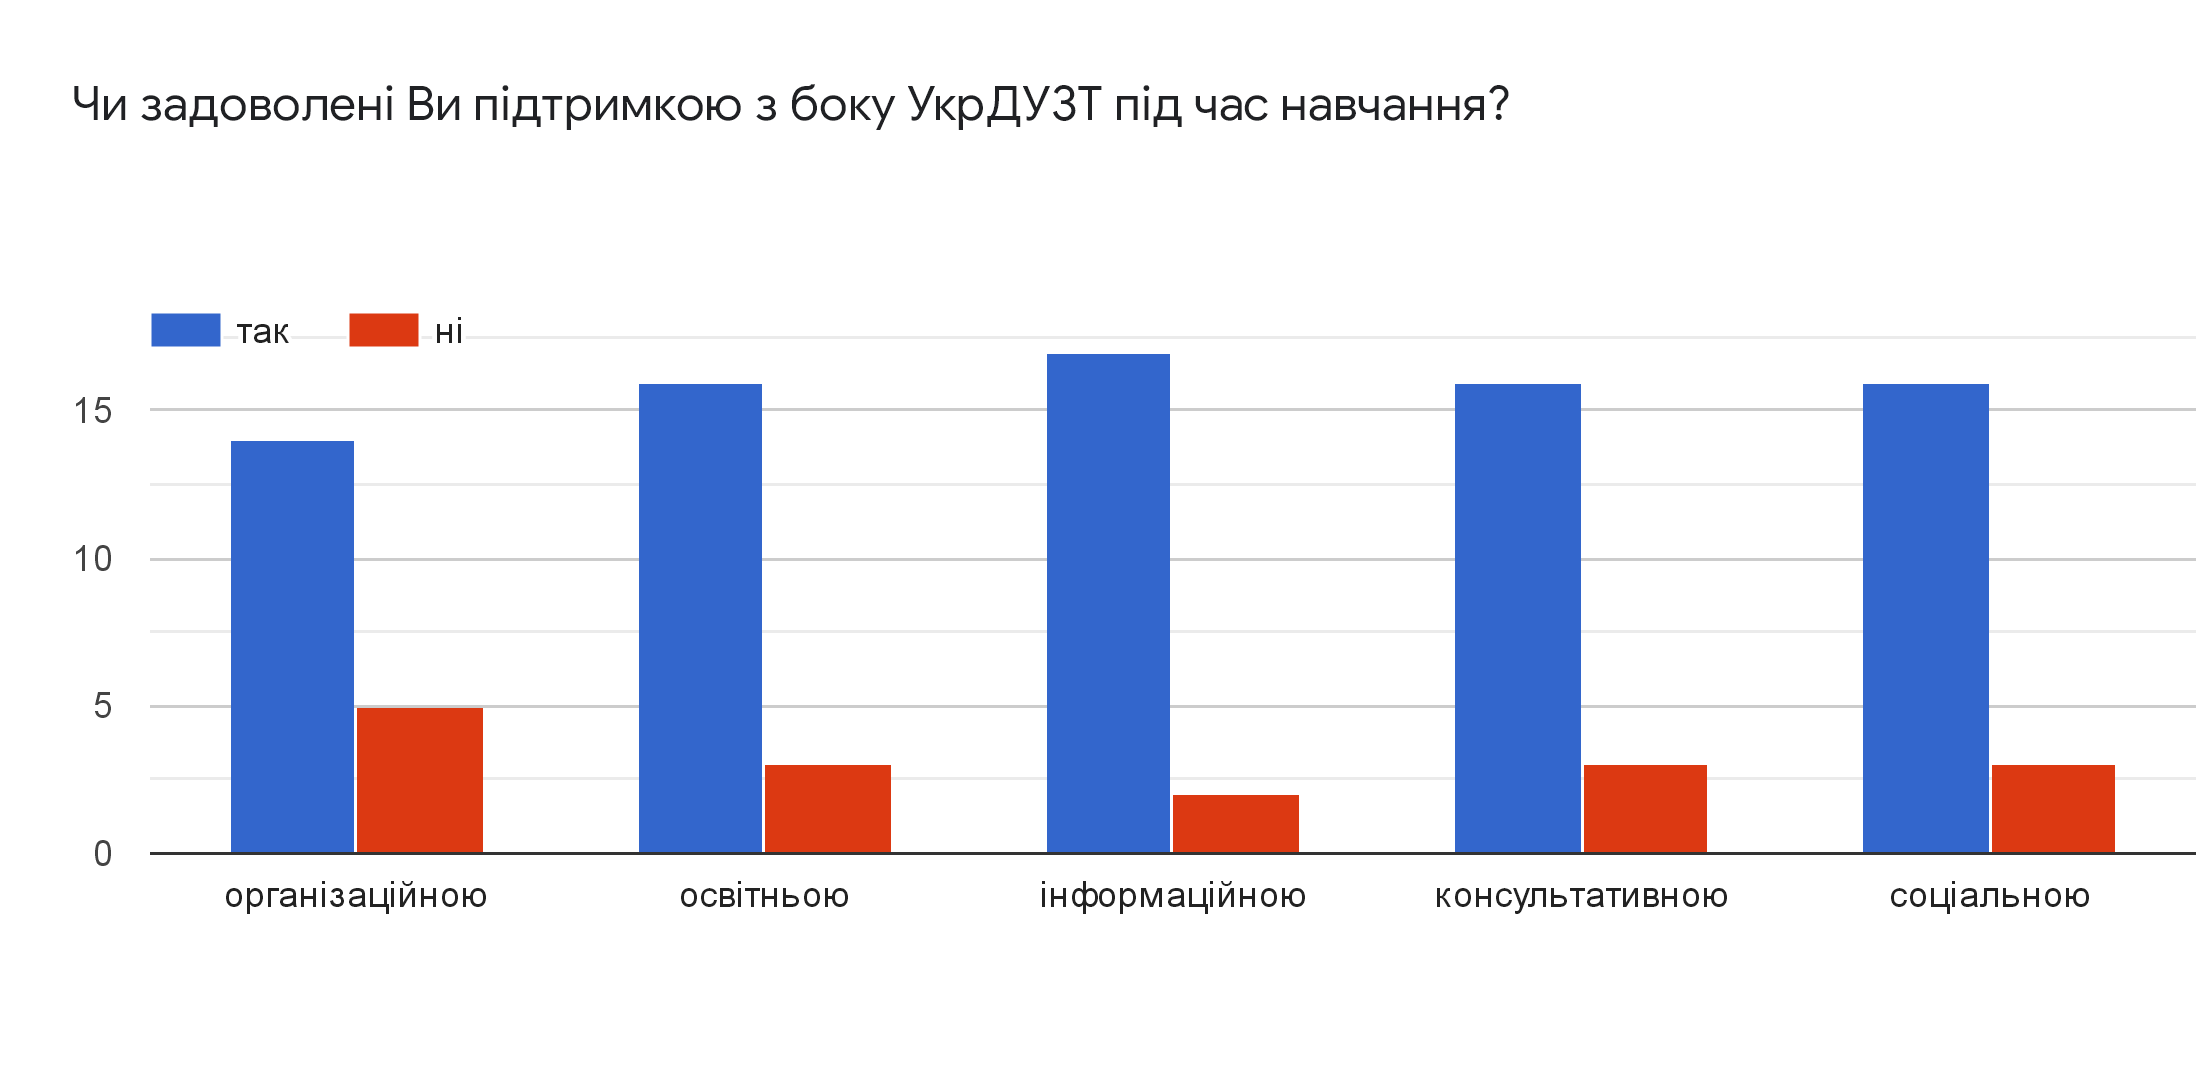 Чи задоволені Ви підтримкою з боку УкрДУЗТ під час навчання?
так ні
15
10
5
0
організаційною освітньою інформаційною консультативною соціальною